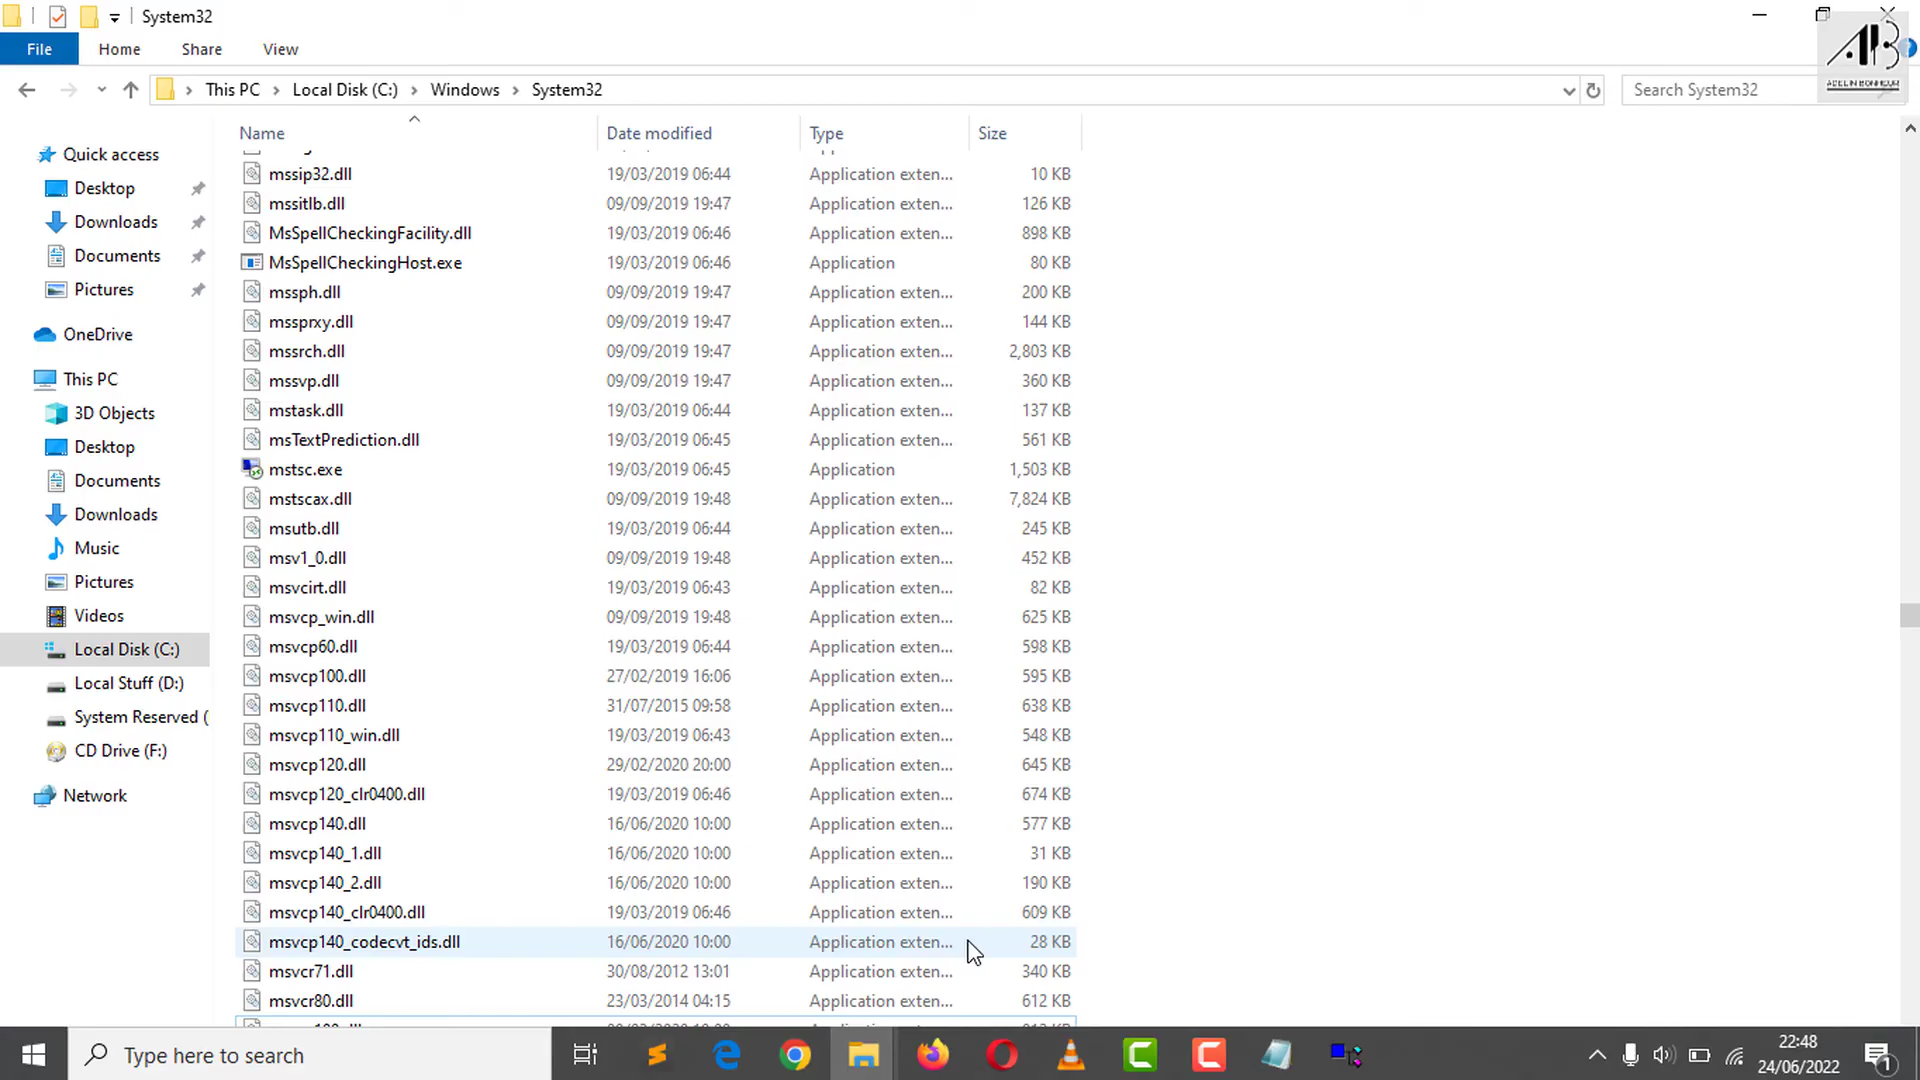 System32
File Home Share View
This PC Local Disk (C:) Windows System32
Search System32
Name Date modified Type Size
Quick access
Desktop
Downloads
Documents
Pictures
OneDrive
This PC
3D Objects
Desktop
Documents
Downloads
Music
Pictures
Videos
Local Disk (C:)
Local Stuff (D:)
System Reserved (
CD Drive (F:)
Network
mssip32.dll 19/03/2019 06:44 Application exten... 10 KB
mssitlb.dll 09/09/2019 19:47 Application exten... 126 KB
MsSpellCheckingFacility.dll 19/03/2019 06:46 Application exten... 898 KB
MsSpellCheckingHost.exe 19/03/2019 06:46 Application 80 KB
mssph.dll 09/09/2019 19:47 Application exten... 200 KB
mssprxy.dll 09/09/2019 19:47 Application exten... 144 KB
mssrch.dll 09/09/2019 19:47 Application exten... 2,803 KB
mssvp.dll 09/09/2019 19:47 Application exten... 360 KB
mstask.dll 19/03/2019 06:44 Application exten... 137 KB
msTextPrediction.dll 19/03/2019 06:45 Application exten... 561 KB
mstsc.exe 19/03/2019 06:45 Application 1,503 KB
mstscax.dll 09/09/2019 19:48 Application exten... 7,824 KB
msutb.dll 19/03/2019 06:44 Application exten... 245 KB
msv1_0.dll 09/09/2019 19:48 Application exten... 452 KB
msvcirt.dll 19/03/2019 06:43 Application exten... 82 KB
msvcp_win.dll 09/09/2019 19:48 Application exten... 625 KB
msvcp60.dll 19/03/2019 06:44 Application exten... 598 KB
msvcp100.dll 27/02/2019 16:06 Application exten... 595 KB
msvcp110.dll 31/07/2015 09:58 Application exten... 638 KB
msvcp110_win.dll 19/03/2019 06:43 Application exten... 548 KB
msvcp120.dll 29/02/2020 20:00 Application exten... 645 KB
msvcp120_clr0400.dll 19/03/2019 06:46 Application exten... 674 KB
msvcp140.dll 16/06/2020 10:00 Application exten... 577 KB
msvcp140_1.dll 16/06/2020 10:00 Application exten... 31 KB
msvcp140_2.dll 16/06/2020 10:00 Application exten... 190 KB
msvcp140_clr0400.dll 19/03/2019 06:46 Application exten... 609 KB
msvcp140_codecvt_ids.dll 16/06/2020 10:00 Application exten... 28 KB
msvcr71.dll 30/08/2012 13:01 Application exten... 340 KB
msvcr80.dll 23/03/2014 04:15 Application exten... 612 KB
Type here to search
22:48
24/06/2022
1
AB
ADELIN BONHEUR